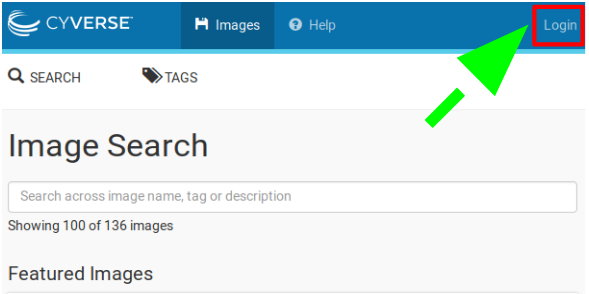 CYVERSE Images Help Login
SEARCH TAGS
Image Search
Search across image name, tag or description
Showing 100 of 136 images
Featured Images